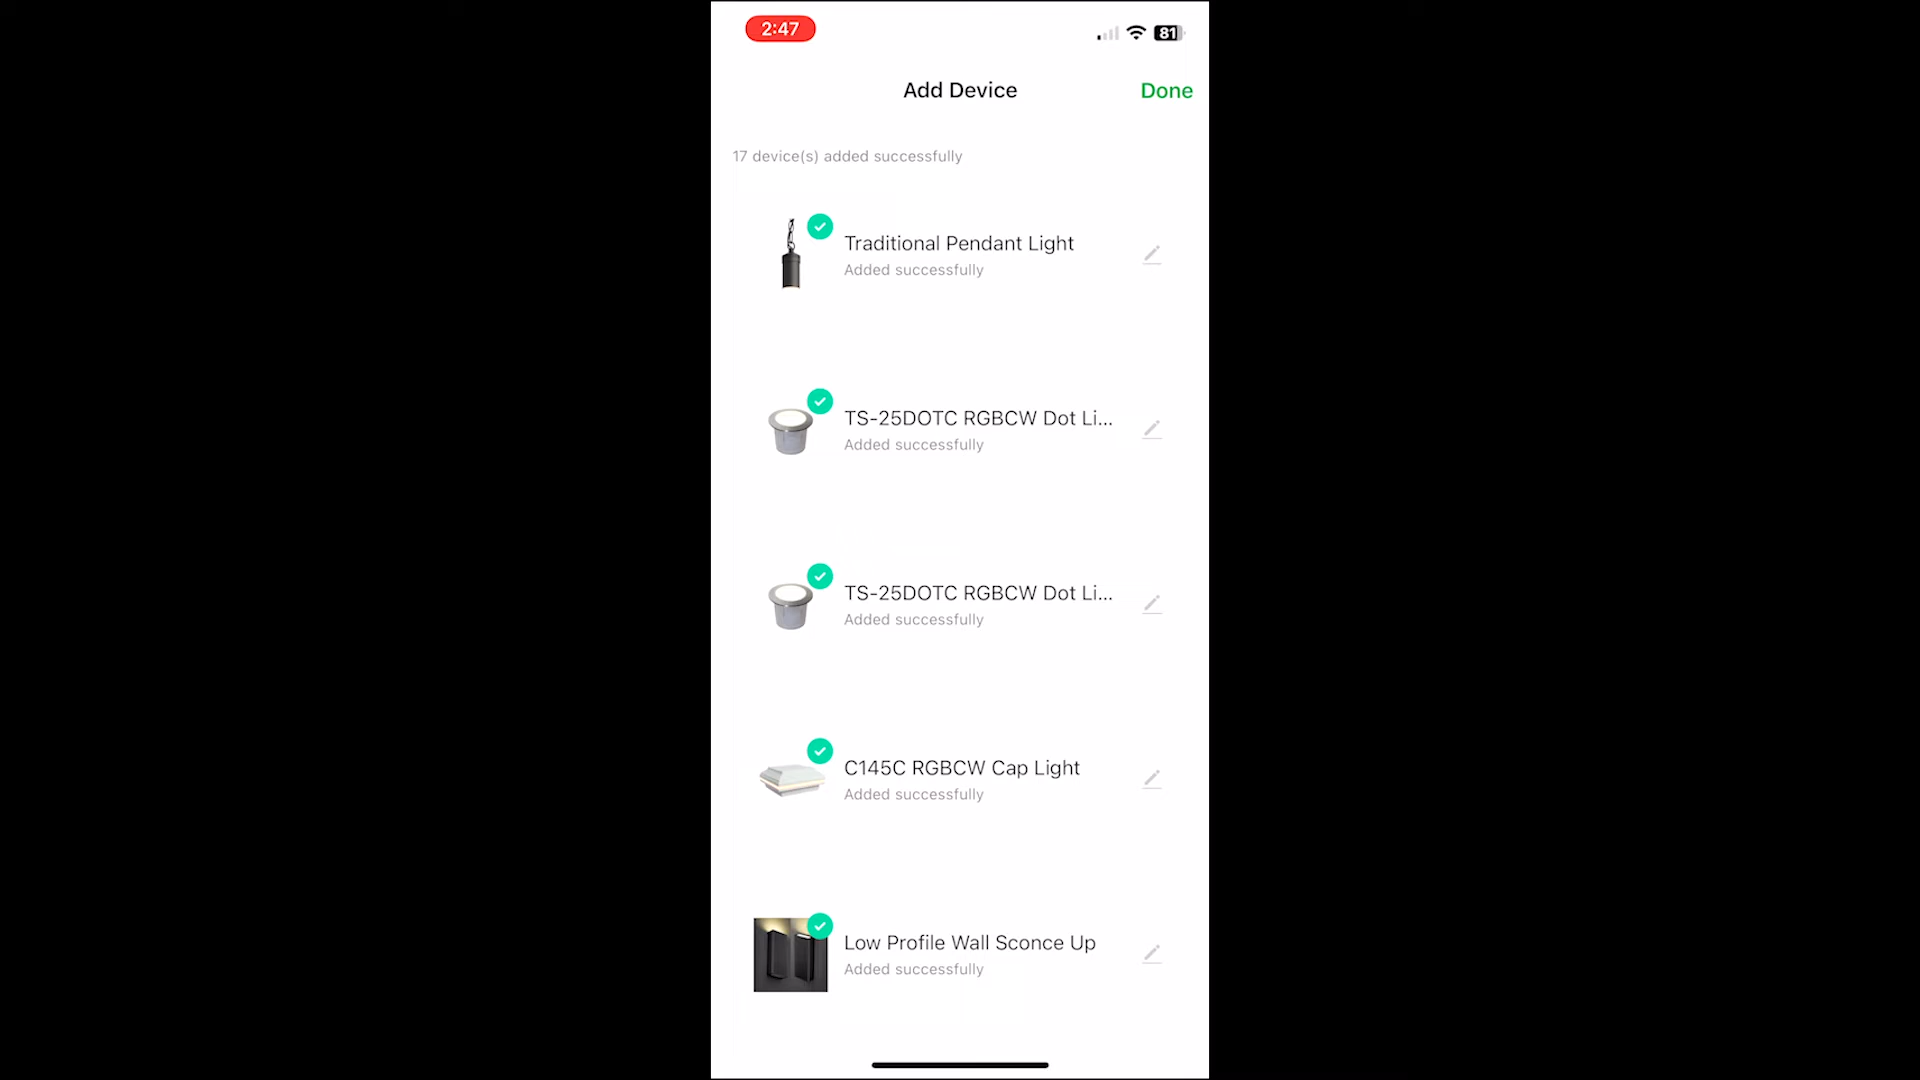 2:47
81
Add Device
Done
17 device(s) added successfully
Traditional Pendant Light
Added successfully
TS-25DOTC RGBCW Dot Li...
Added successfully
TS-25DOTC RGBCW Dot Li...
Added successfully
C145C RGBCW Cap Light
Added successfully
Low Profile Wall Sconce Up
Added successfully